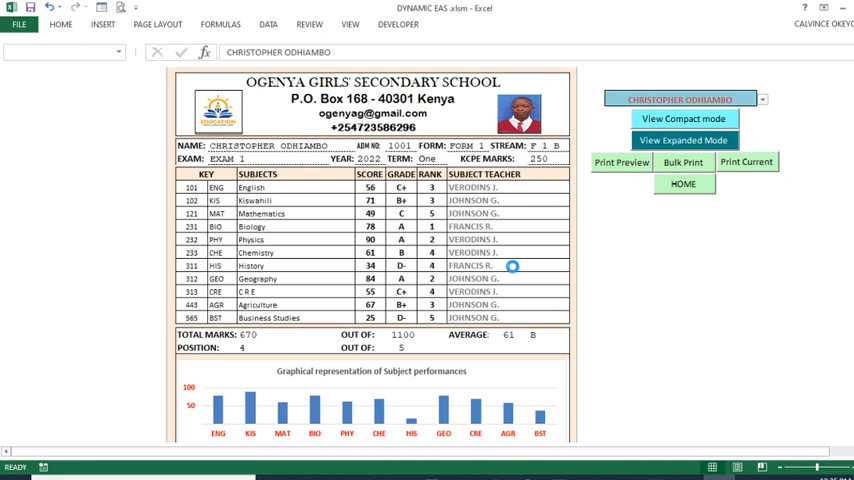 DYNAMIC EAS .xlsm - Excel
FILE HOME INSERT PAGE LAYOUT FORMULAS DATA REVIEW VIEW DEVELOPER CALVINCE OKEYO
CHRISTOPHER ODHIAMBO
OGENYA GIRLS' SECONDARY SCHOOL
P.O. Box 168 - 40301 Kenya
ogenyag@gmail.com
+254723586296
EDUCATION
NAME: CHRISTOPHER ODHIAMBO ADM NO: 1001 FORM: FORM 1 STREAM: F 1 B
EXAM: EXAM 1 YEAR: 2022 TERM: One KCPE MARKS: 250
KEY SUBJECTS SCORE GRADE RANK SUBJECT TEACHER
101 ENG English 56 C+ 3 VERODINS J.
102 KIS Kiswahili 71 B+ 3 JOHNSON G.
121 MAT Mathematics 49 C 5 JOHNSON G.
231 BIO Biology 78 A 1 FRANCIS R.
232 PHY Physics 90 A 2 VERODINS J.
233 CHE Chemistry 61 B 4 VERODINS J.
311 HIS History 34 D- 4 FRANCIS R.
312 GEO Geography 84 A 2 JOHNSON G.
313 CRE C R E 55 C+ 4 VERODINS J.
443 AGR Agriculture 67 B+ 3 JOHNSON G.
565 BST Business Studies 25 D- 5 JOHNSON G.
TOTAL MARKS: 670 OUT OF: 1100 AVERAGE: 61 B
POSITION: 4 OUT OF: 5
Graphical representation of Subject performances
100
50
ENG KIS MAT BIO PHY CHE HIS GEO CRE AGR BST
CHRISTOPHER ODHIAMBO
View Compact mode
View Expanded Mode
Print Preview Bulk Print Print Current
HOME
READY